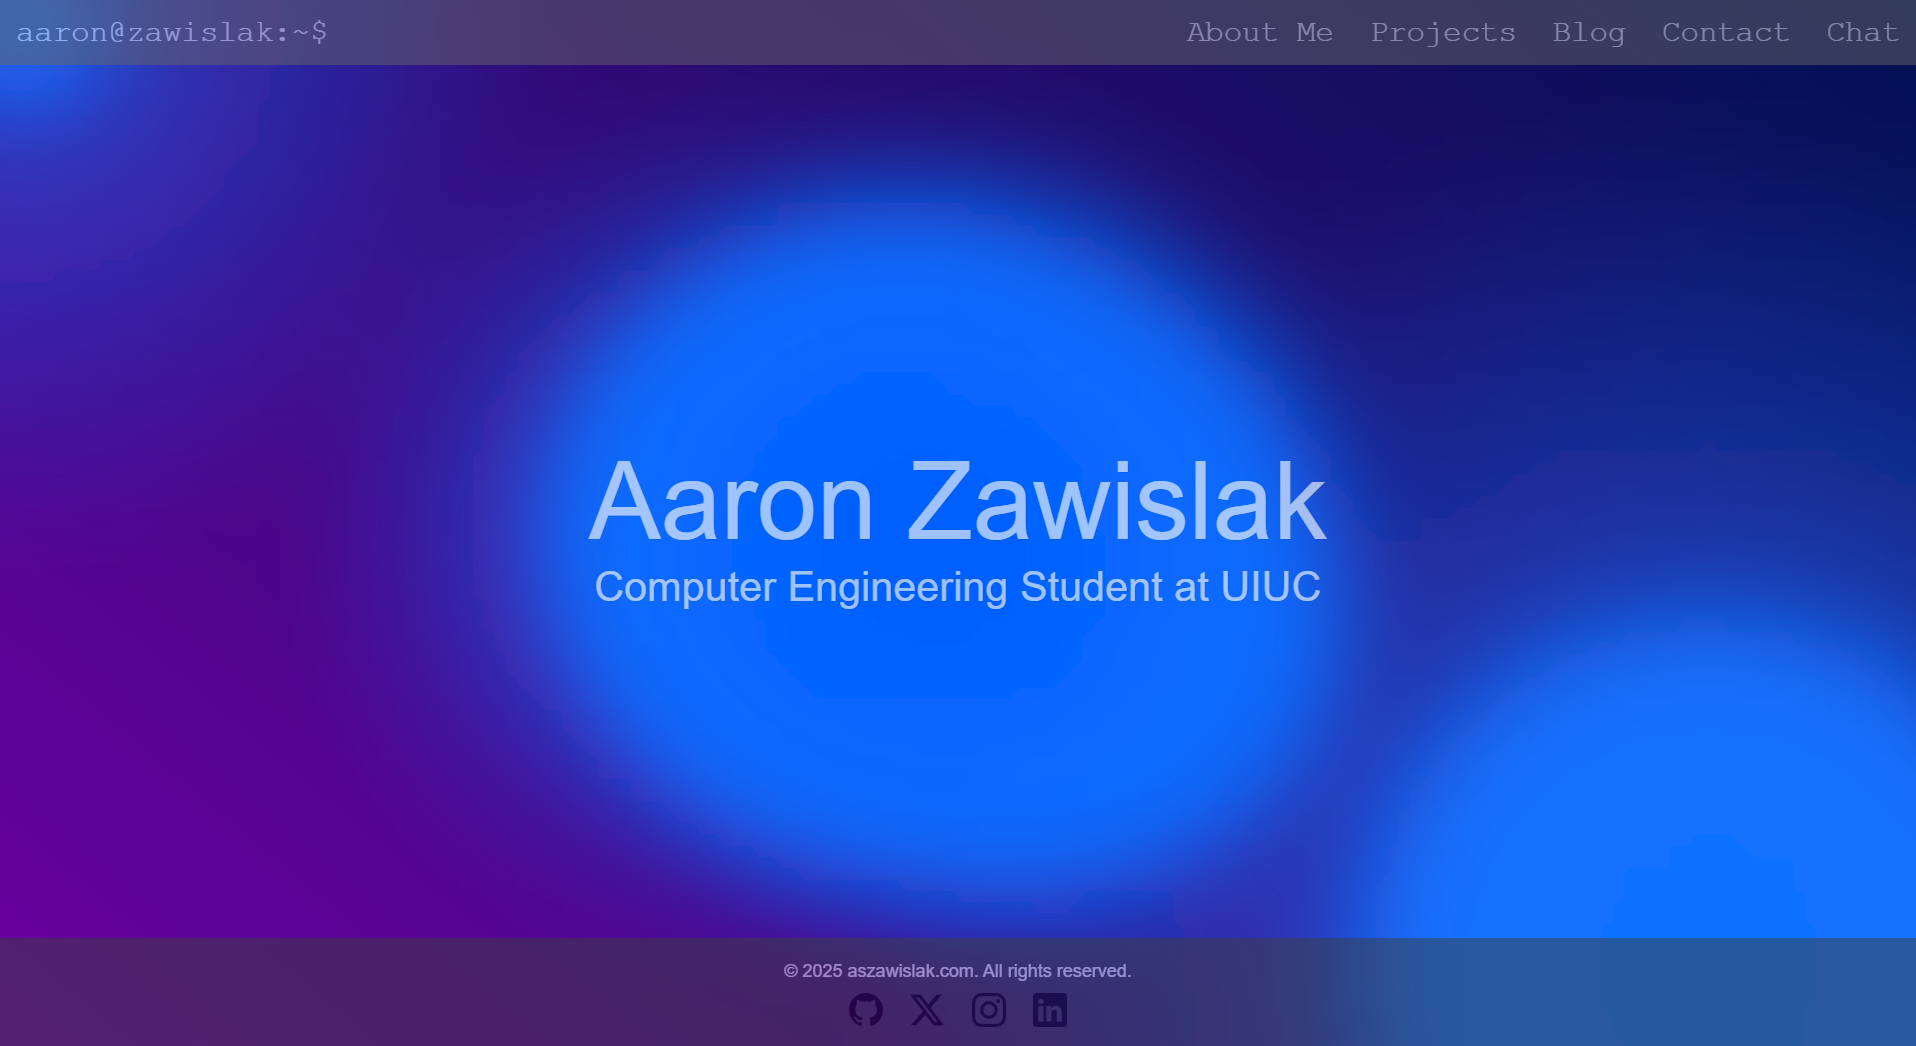 aaron@zawislak:~$
About Me Projects Blog Contact Chat
Aaron Zawislak
Computer Engineering Student at UIUC
© 2025 aszawislak.com. All rights reserved.